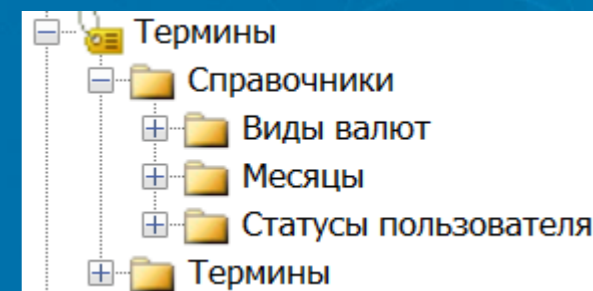 Термины
Справочники
Виды валют
Месяцы
Статусы пользователя
Термины